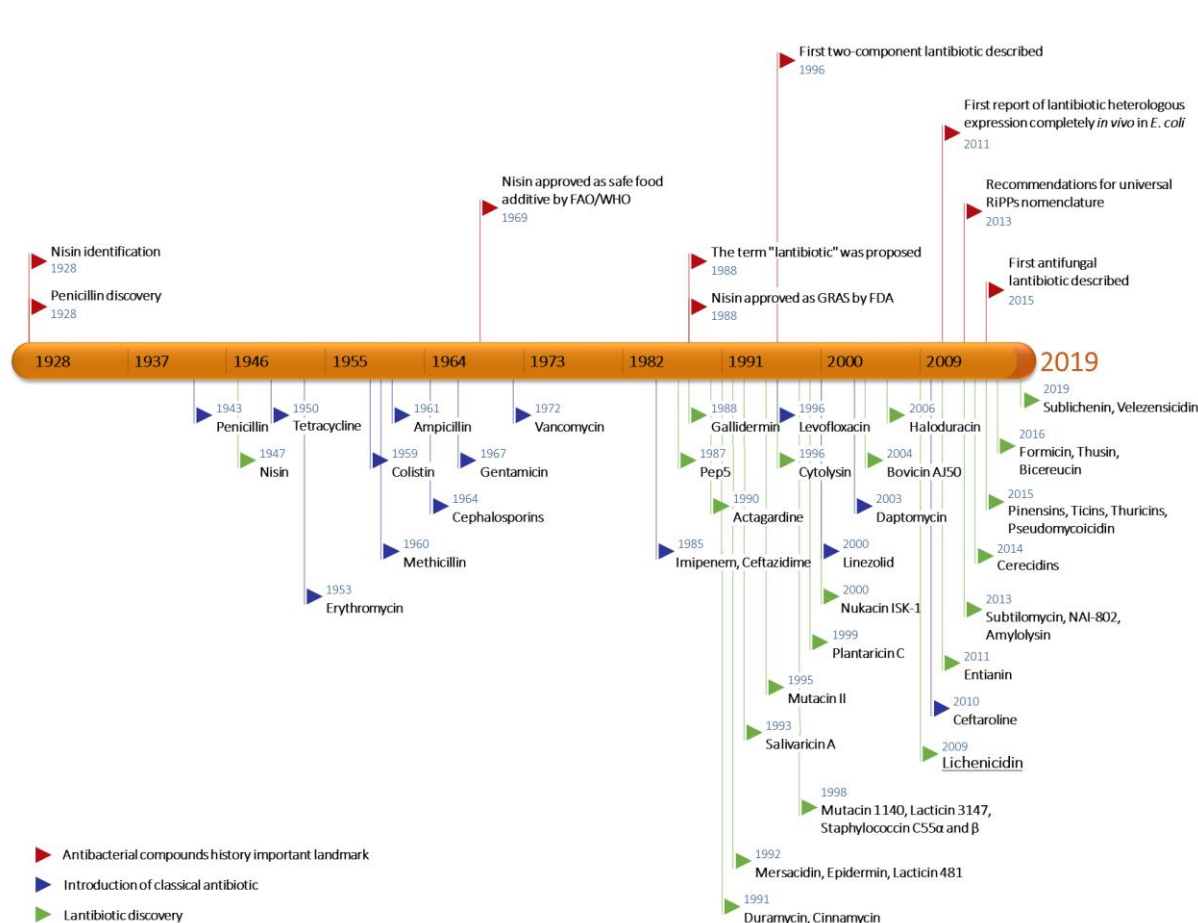 First two-component lantibiotic described
1996
First report of lantibiotic heterologous
expression completely in vivo in E. coli
2011
Nisin approved as safe food
additive by FAO/WHO
1969
Recommendations for universal
RiPPs nomenclature
2013
Nisin identification
1928
The term "lantibiotic" was proposed
1988
First antifungal
lantibiotic described
2015
Penicillin discovery
1928
Nisin approved as GRAS by FDA
1988
1928 1937 1946 1955 1964 1973 1982 1991 2000 2009 2019
1943
Penicillin
1950
Tetracycline
1961
Ampicillin
1972
Vancomycin
1988
Gallidermin
1996
Levofloxacin
2006
Haloduracin
2019
Sublichenin, Velezensicidin
1947
Nisin
1959
Colistin
1967
Gentamicin
1987
Pep5
1996
Cytolysin
2004
Bovicin AJ50
2016
Formicin, Thusin,
Bicereucin
1964
Cephalosporins
1990
Actagardine
2003
Daptomycin
2015
Pinensins, Ticins, Thuricins,
Pseudomycoicidin
1960
Methicillin
1985
Imipenem, Ceftazidime
2000
Linezolid
2014
Cerecidins
1953
Erythromycin
2000
Nukacin ISK-1
2013
Subtilomycin, NAI-802,
Amylolysin
1999
Plantaricin C
2011
Entianin
1995
Mutacin II
2010
Ceftaroline
1993
Salivaricin A
2009
Lichenicidin
1998
Mutacin 1140, Lacticin 3147,
Staphylococcin C55α and β
1992
Mersacidin, Epidermin, Lacticin 481
1991
Duramycin, Cinnamycin
Antibacterial compounds history important landmark
Introduction of classical antibiotic
Lantibiotic discovery